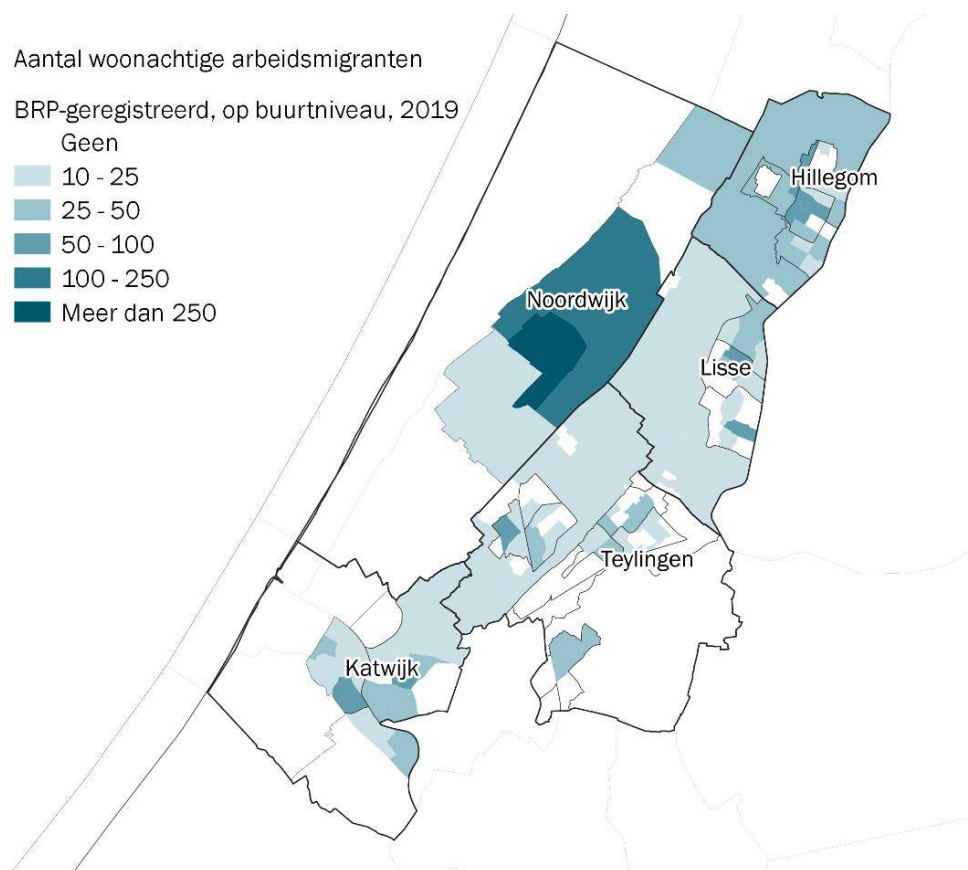 Aantal woonachtige arbeidsmigranten
BRP-geregistreerd, op buurtniveau, 2019
Geen
10 - 25
25 - 50
50 - 100
100 - 250
Meer dan 250
Hillegom
Noordwijk
Lisse
Teylingen
Katwijk